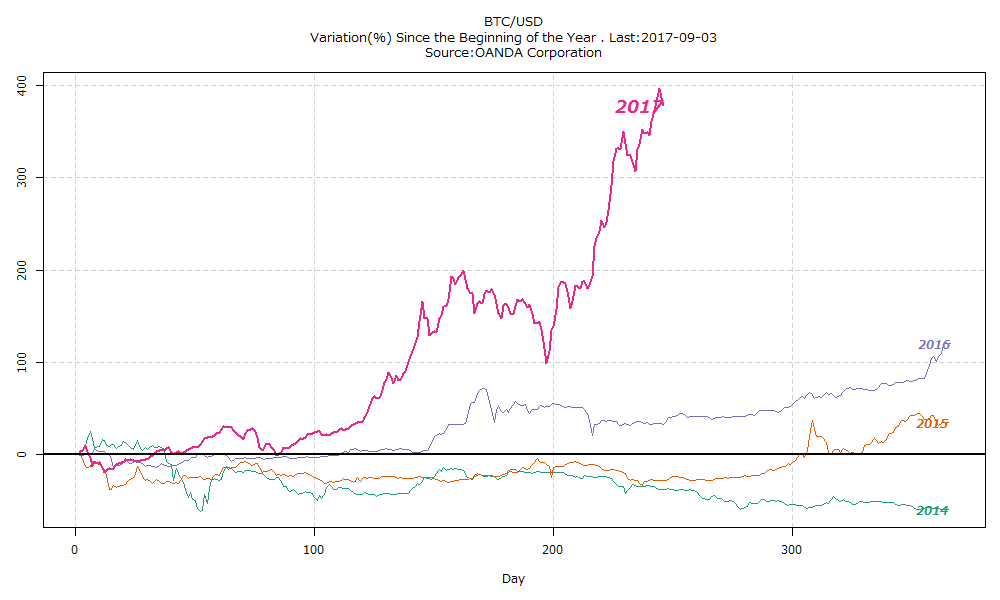 BTC/USD
Variation(%) Since the Beginning of the Year . Last:2017-09-03
Source:OANDA Corporation
400
300
200
100
0
2017
2016
2015
2014
0 100 200 300
Day